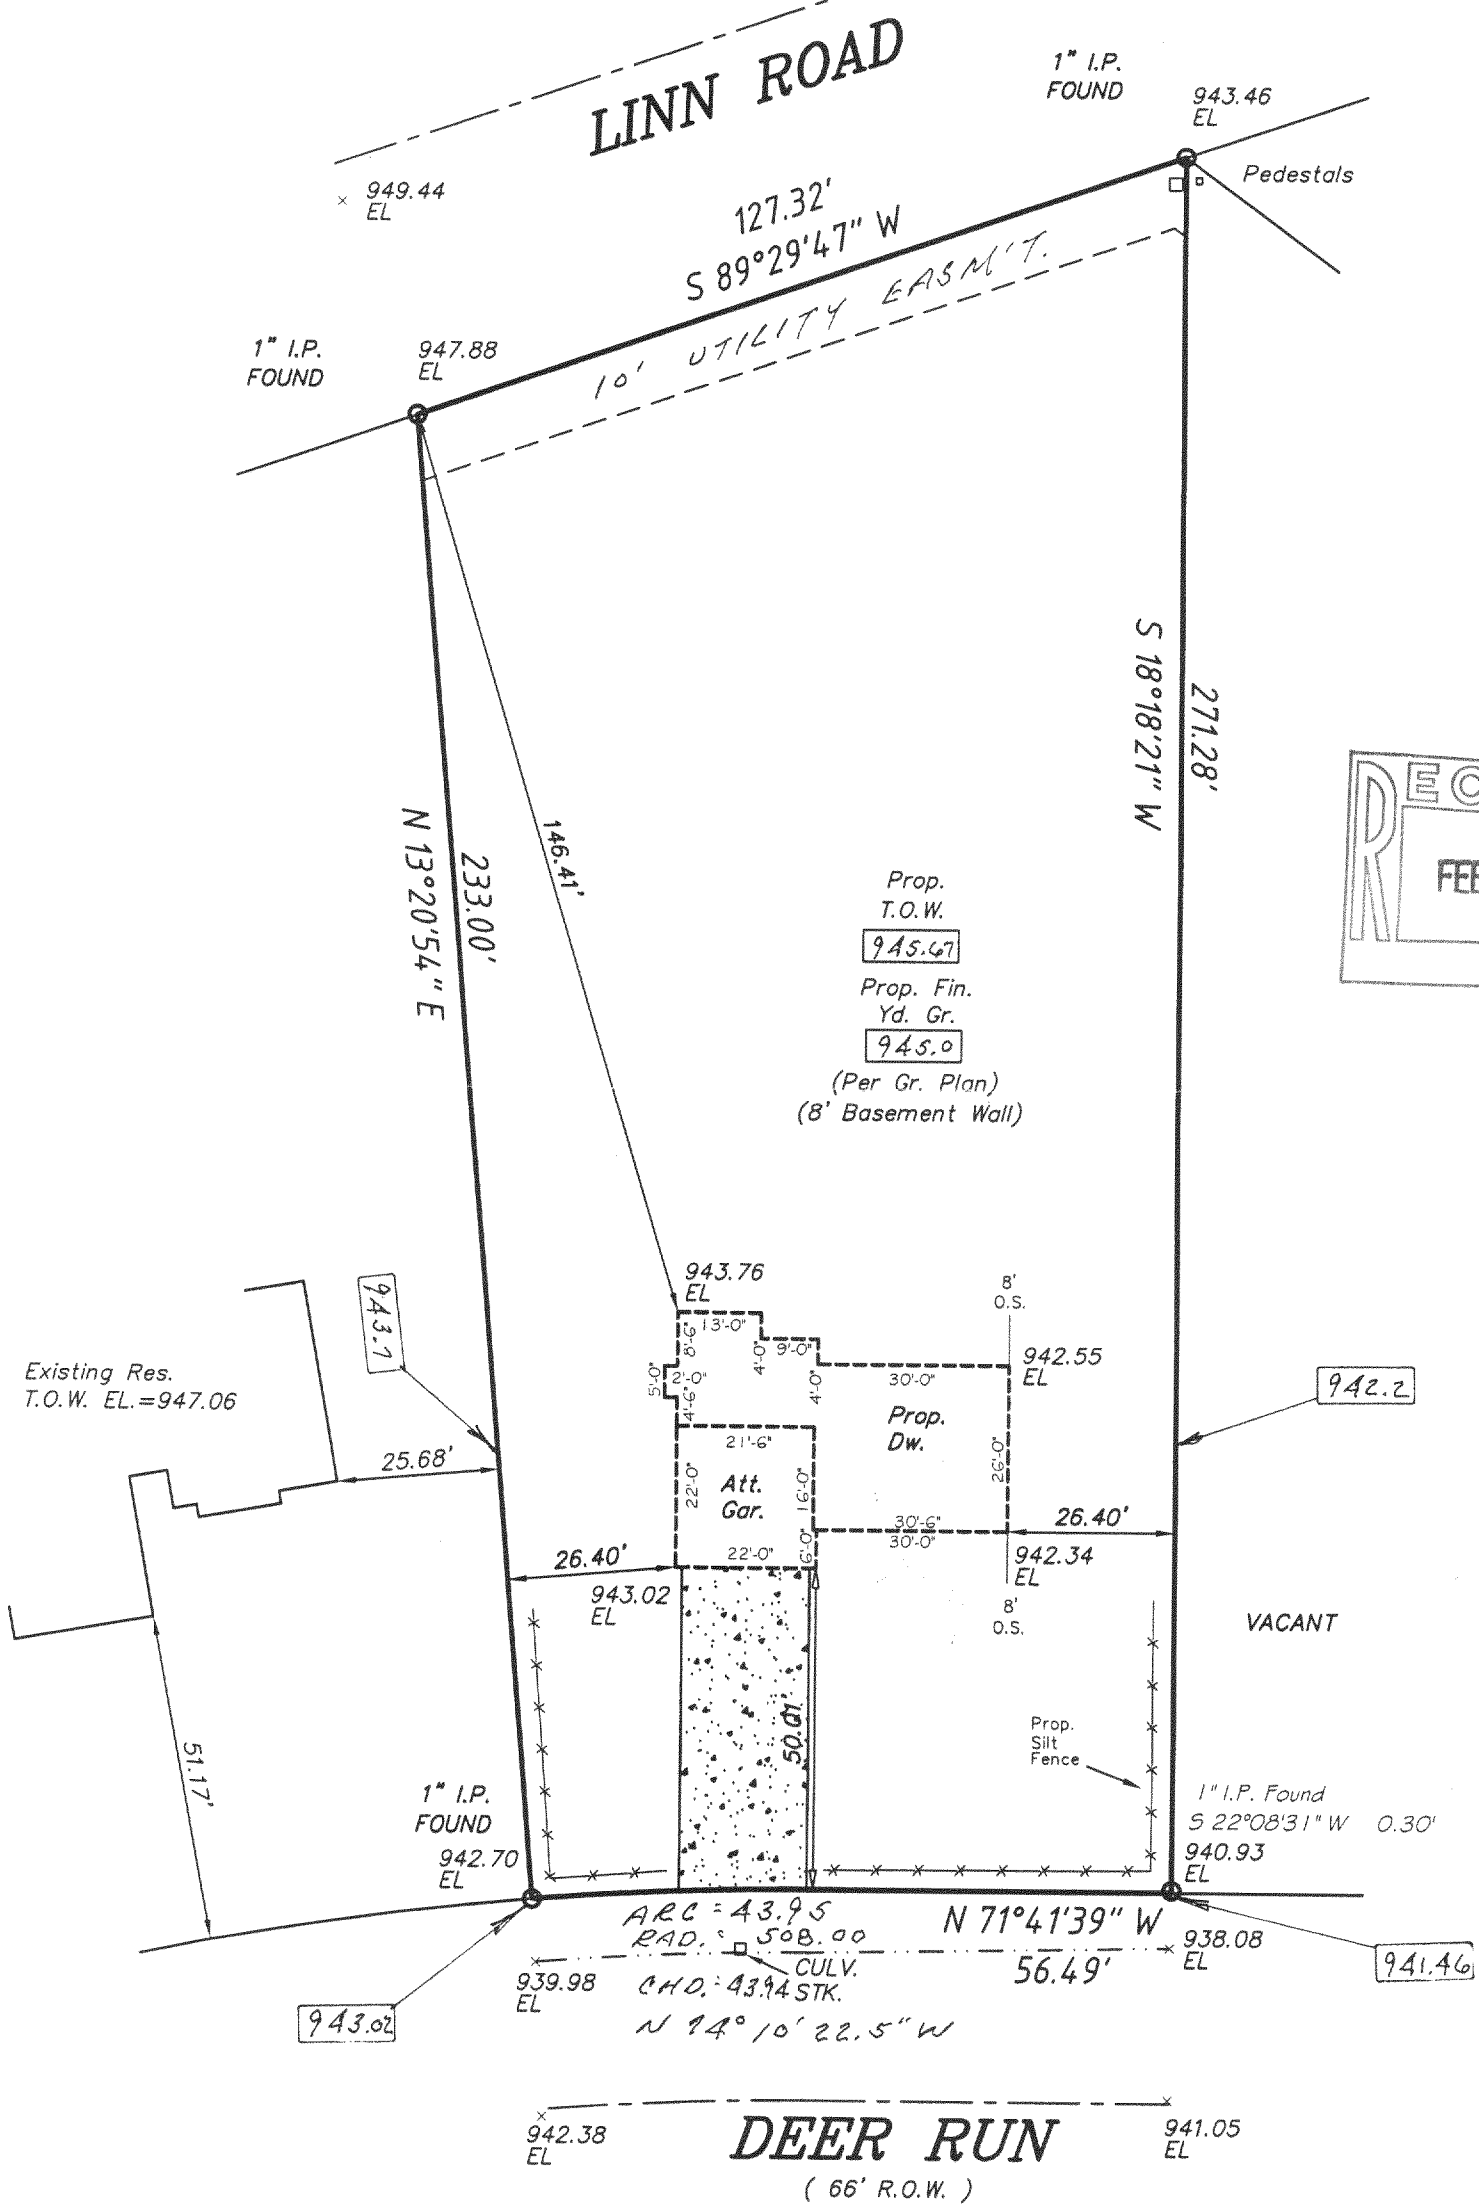 LINN ROAD
1" I.P.
FOUND
943.46
EL
Pedestals
949.44
EL
127.32'
S 89°29'47" W
10' UTILITY EASM'T.
1" I.P.
FOUND
947.88
EL
S 18°18'21" W
271.28'
N 13°20'54" E
233.00'
146.41'
Prop.
T.O.W.
945.67
Prop. Fin.
Yd. Gr.
945.0
(Per Gr. Plan)
(8' Basement Wall)
943.7
Existing Res.
T.O.W. EL.=947.06
25.68'
943.76
EL
13'-0"
8'-6"
4'-0"
9'-0"
5'-0"
2'-0"
4'-6"
4'-0"
30'-0"
8'
O.S.
942.55
EL
942.2
21'-6"
Prop.
Dw.
26'-0"
22'-0"
Att.
Gar.
16'-0"
30'-6"
30'-0"
26.40'
26.40'
22'-0"
6'-0"
942.34
EL
943.02
EL
8'
O.S.
VACANT
51.17'
50.01'
Prop.
Silt
Fence
1" I.P.
FOUND
942.70
EL
1" I.P. Found
S 22°08'31" W 0.30'
940.93
EL
ARC = 43.95
RAD. = 508.00
N 71°41'39" W
56.49'
938.08
EL
941.46
939.98
EL
CULV.
STK.
CHD. = 43.94
N 74° 10' 22.5" W
943.02
942.38
EL
DEER RUN
941.05
EL
( 66' R.O.W. )